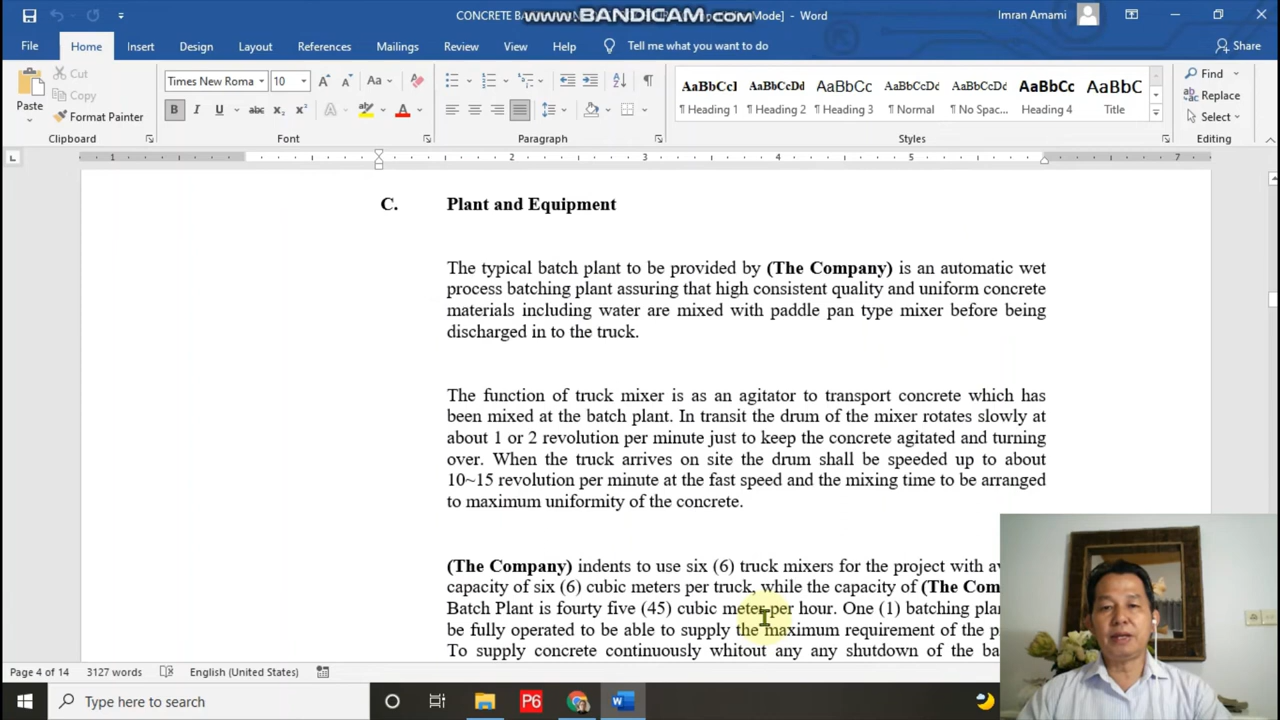 CONCRETE BA
www.BANDICAM.com
Mode] - Word
Imran Amami
File Home Insert Design Layout References Mailings Review View Help Tell me what you want to do Share
Paste
Cut
Copy
Format Painter
Clipboard
Times New Roma 10
Font
Paragraph
AaBbCcI AaBbCcDd AaBbCc AaBbCcDc AaBbCcDc AaBbCc AaBbC
¶ Heading 1 ¶ Heading 2 ¶ Heading 3 ¶ Normal ¶ No Spac... Heading 4 Title
Styles
Find
Replace
Select
Editing
1 2 3 4 5 7
C. Plant and Equipment
The typical batch plant to be provided by (The Company) is an automatic wet
process batching plant assuring that high consistent quality and uniform concrete
materials including water are mixed with paddle pan type mixer before being
discharged in to the truck.
The function of truck mixer is as an agitator to transport concrete which has
been mixed at the batch plant. In transit the drum of the mixer rotates slowly at
about 1 or 2 revolution per minute just to keep the concrete agitated and turning
over. When the truck arrives on site the drum shall be speeded up to about
10~15 revolution per minute at the fast speed and the mixing time to be arranged
to maximum uniformity of the concrete.
(The Company) indents to use six (6) truck mixers for the project with av
capacity of six (6) cubic meters per truck, while the capacity of (The Com
Batch Plant is fourty five (45) cubic meter per hour. One (1) batching plan
be fully operated to be able to supply the maximum requirement of the p
To supply concrete continuously whitout any any shutdown of the ba
Page 4 of 14 3127 words English (United States)
Type here to search
P6